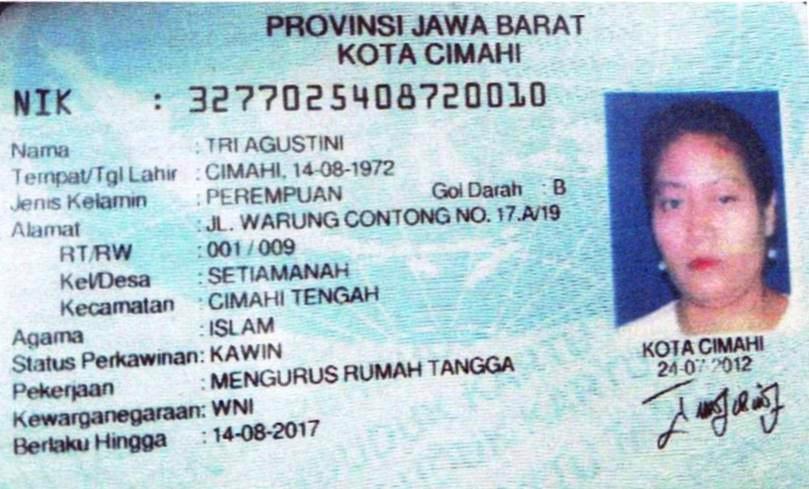 PROVINSI JAWA BARAT
KOTA CIMAHI
NIK : 3277025408720010
Nama : TRI AGUSTINI
Tempat/Tgl Lahir : CIMAHI, 14-08-1972
Jenis Kelamin : PEREMPUAN Gol Darah : B
Alamat : JL. WARUNG CONTONG NO. 17.A/19
RT/RW : 001 / 009
Kel/Desa : SETIAMANAH
Kecamatan : CIMAHI TENGAH
Agama : ISLAM
Status Perkawinan: KAWIN
Pekerjaan : MENGURUS RUMAH TANGGA
Kewarganegaraan: WNI
Berlaku Hingga : 14-08-2017
KOTA CIMAHI
24-07-2012